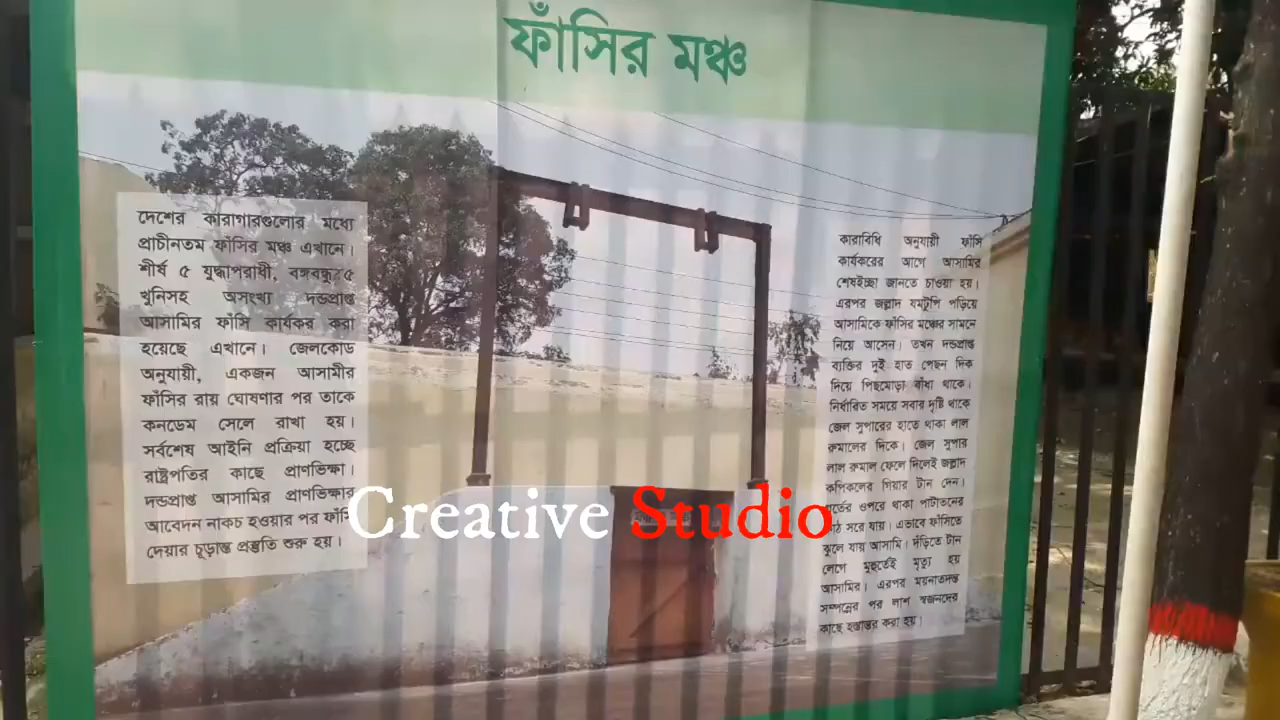 ফাঁসির মঞ্চ
দেশের কারাগারগুলোর মধ্যে
প্রাচীনতম ফাঁসির মঞ্চ এখানে।
শীর্ষ ৫ যুদ্ধাপরাধী, বঙ্গবন্ধুর ৫
খুনিসহ অসংখ্য দন্ডপ্রাপ্ত
আসামির ফাঁসি কার্যকর করা
হয়েছে এখানে। জেলকোড
অনুযায়ী, একজন আসামীর
ফাঁসির রায় ঘোষণার পর তাকে
কনডেম সেলে রাখা হয়।
সর্বশেষ আইনি প্রক্রিয়া হচ্ছে
রাষ্ট্রপতির কাছে প্রাণভিক্ষা।
দন্ডপ্রাপ্ত আসামির প্রাণভিক্ষার
আবেদন নাকচ হওয়ার পর
দেয়ার চূড়ান্ত প্রস্তুতি শুরু হয়।
কারাবিধি অনুযায়ী ফাঁসি
কার্যকরের আগে আসামির
শেষইচ্ছা জানতে চাওয়া হয়।
এরপর জল্লাদ যমটুপি পড়িয়ে
আসামিকে ফাঁসির মঞ্চের সামনে
নিয়ে আসেন। তখন দন্ডপ্রাপ্ত
ব্যক্তির দুই হাত পেছন দিক
দিয়ে পিছমোড়া বাঁধা থাকে।
নির্ধারিত সময়ে সবার দৃষ্টি থাকে
জেল সুপারের হাতে থাকা লাল
রুমালের দিকে। জেল সুপার
লাল রুমাল ফেলে দিলেই জল্লাদ
কপিকলের গিয়ার টান দেন।
ওপরে থাকা পাটাতনের
সরে যায়। এভাবে ফাঁসিতে
ঝুলে যায় আসামি। দঁড়িতে টান
লেগে মুহুর্তেই মৃত্যু হয়
আসামির। এরপর ময়নাতদন্ত
সম্পন্নের পর লাশ স্বজনদের
কাছে হস্তান্তর করা হয়।
Creative Studio